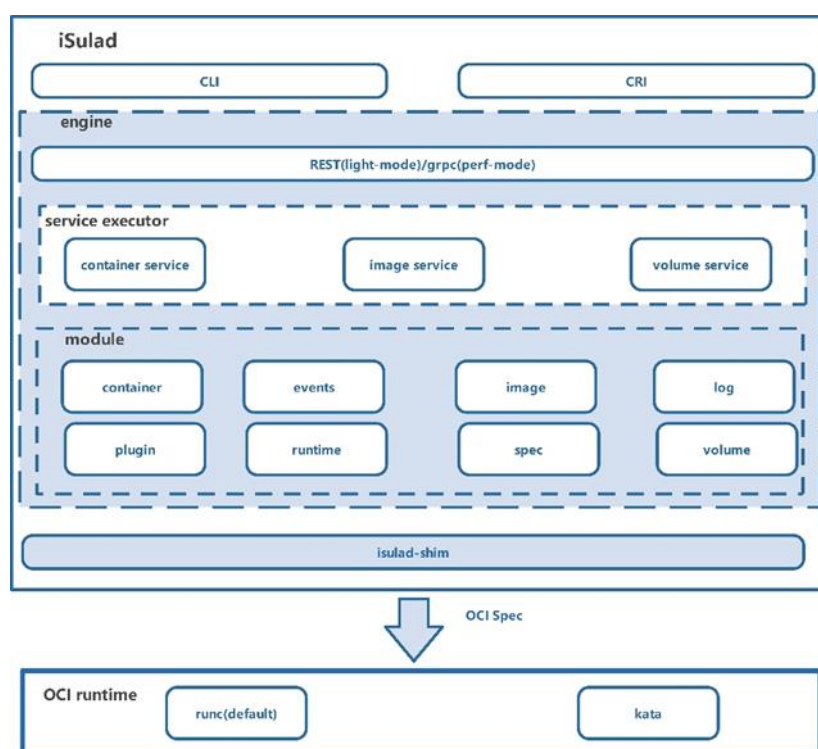 iSulad
CLI
CRI
engine
REST(light-mode)/grpc(perf-mode)
service executor
container service
image service
volume service
module
container
events
image
log
plugin
runtime
spec
volume
isulad-shim
OCI Spec
OCI runtime
runc(default)
kata